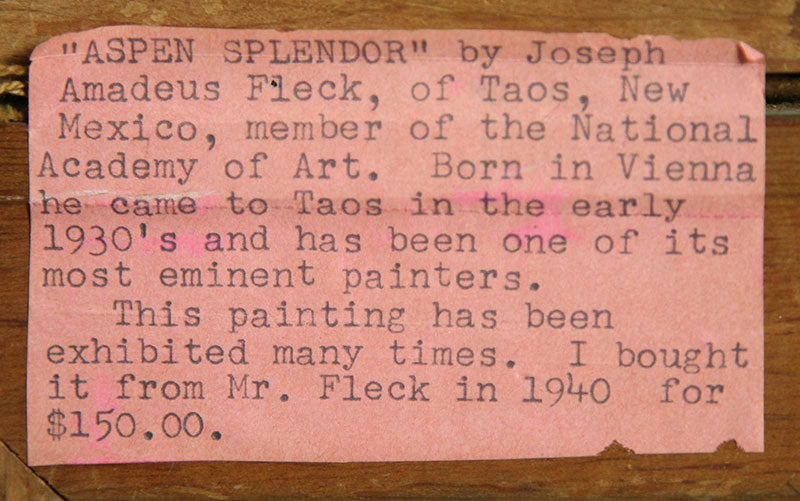 "ASPEN SPLENDOR" by Joseph
Amadeus Fleck, of Taos, New
Mexico, member of the National
Academy of Art.  Born in Vienna
he came to Taos in the early
1930's and has been one of its
most eminent painters.
This painting has been
exhibited many times.  I bought
it from Mr. Fleck in 1940  for
$150.00.